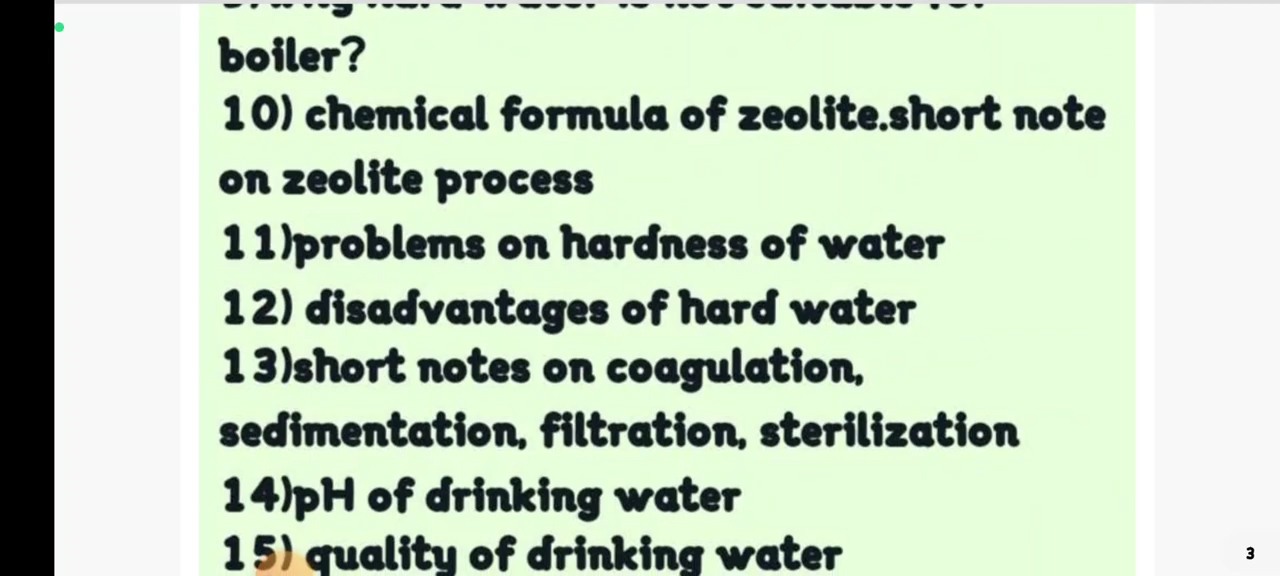 boiler?
10) chemical formula of zeolite.short note
on zeolite process
11)problems on hardness of water
12) disadvantages of hard water
13)short notes on coagulation,
sedimentation, filtration, sterilization
14)pH of drinking water
15) quality of drinking water
3